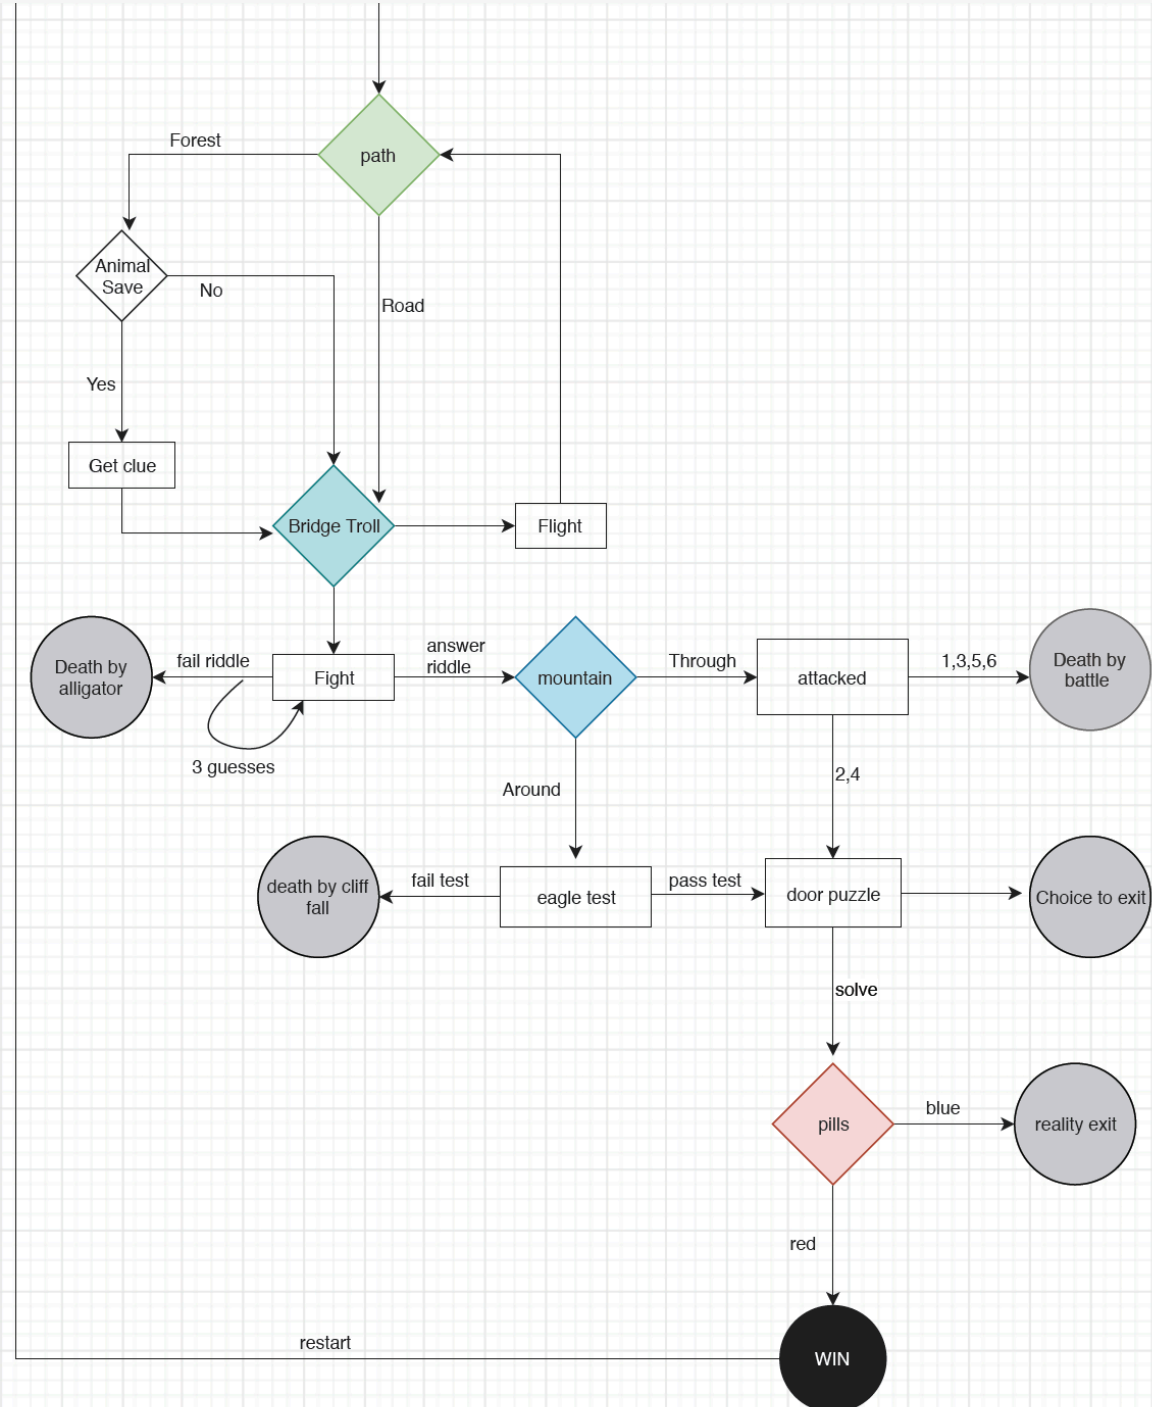 Forest
path
Animal
Save
No
Road
Yes
Get clue
Bridge Troll
Flight
Death by
alligator
fail riddle
Fight
answer
riddle
mountain
Through
attacked
1,3,5,6
Death by
battle
3 guesses
Around
2,4
death by cliff
fall
fail test
eagle test
pass test
door puzzle
Choice to exit
solve
pills
blue
reality exit
red
restart
WIN